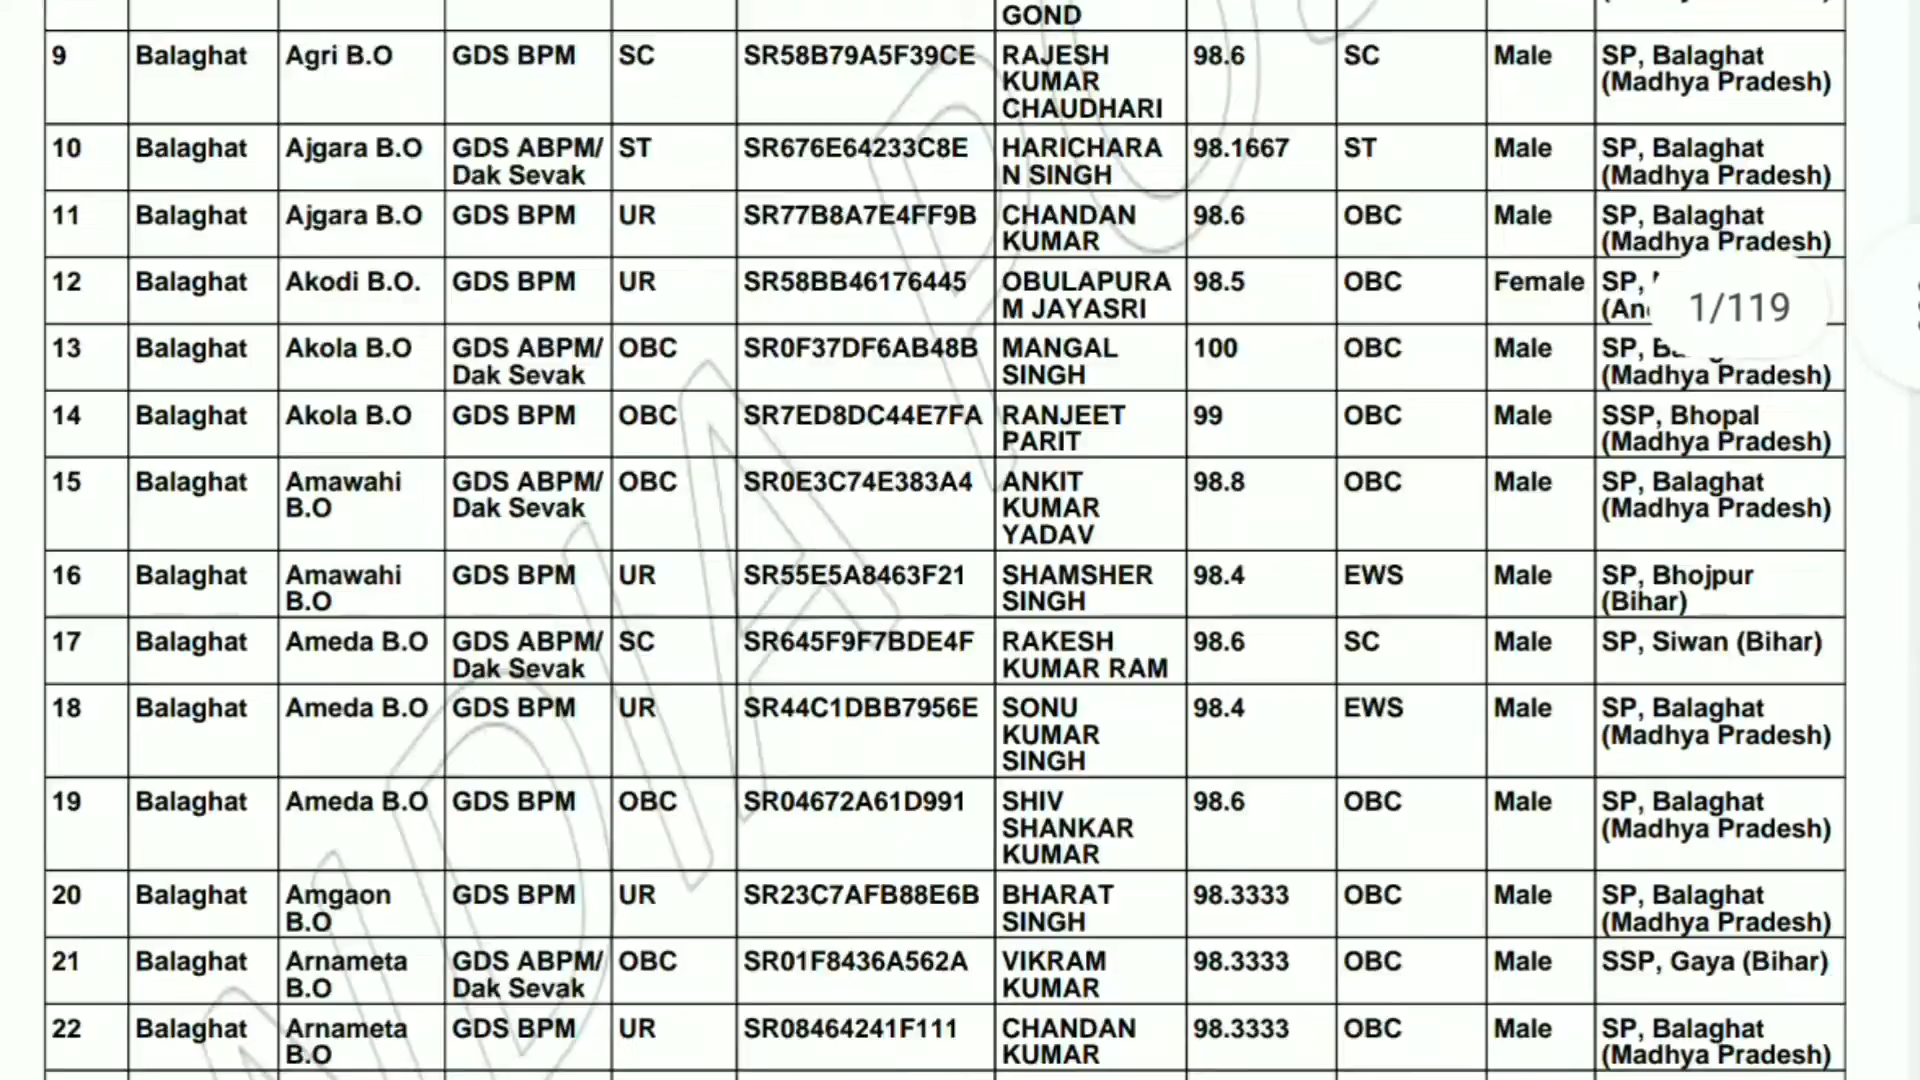 GOND
9 Balaghat Agri B.O GDS BPM SC SR58B79A5F39CE RAJESH 98.6 SC Male SP, Balaghat
KUMAR (Madhya Pradesh)
CHAUDHARI
10 Balaghat Ajgara B.O GDS ABPM/ ST SR676E64233C8E HARICHARA 98.1667 ST Male SP, Balaghat
Dak Sevak N SINGH (Madhya Pradesh)
11 Balaghat Ajgara B.O GDS BPM UR SR77B8A7E4FF9B CHANDAN 98.6 OBC Male SP, Balaghat
KUMAR (Madhya Pradesh)
12 Balaghat Akodi B.O. GDS BPM UR SR58BB46176445 OBULAPURA 98.5 OBC Female SP,
M JAYASRI 1/119
13 Balaghat Akola B.O GDS ABPM/ OBC SR0F37DF6AB48B MANGAL 100 OBC Male SP,
Dak Sevak SINGH (Madhya Pradesh)
14 Balaghat Akola B.O GDS BPM OBC SR7ED8DC44E7FA RANJEET 99 OBC Male SSP, Bhopal
PARIT (Madhya Pradesh)
15 Balaghat Amawahi GDS ABPM/ OBC SR0E3C74E383A4 ANKIT 98.8 OBC Male SP, Balaghat
B.O Dak Sevak KUMAR (Madhya Pradesh)
YADAV
16 Balaghat Amawahi GDS BPM UR SR55E5A8463F21 SHAMSHER 98.4 EWS Male SP, Bhojpur
B.O SINGH (Bihar)
17 Balaghat Ameda B.O GDS ABPM/ SC SR645F9F7BDE4F RAKESH 98.6 SC Male SP, Siwan (Bihar)
Dak Sevak KUMAR RAM
18 Balaghat Ameda B.O GDS BPM UR SR44C1DBB7956E SONU 98.4 EWS Male SP, Balaghat
KUMAR (Madhya Pradesh)
SINGH
19 Balaghat Ameda B.O GDS BPM OBC SR04672A61D991 SHIV 98.6 OBC Male SP, Balaghat
SHANKAR (Madhya Pradesh)
KUMAR
20 Balaghat Amgaon GDS BPM UR SR23C7AFB88E6B BHARAT 98.3333 OBC Male SP, Balaghat
B.O SINGH (Madhya Pradesh)
21 Balaghat Arnameta GDS ABPM/ OBC SR01F8436A562A VIKRAM 98.3333 OBC Male SSP, Gaya (Bihar)
B.O Dak Sevak KUMAR
22 Balaghat Arnameta GDS BPM UR SR08464241F111 CHANDAN 98.3333 OBC Male SP, Balaghat
B.O KUMAR (Madhya Pradesh)